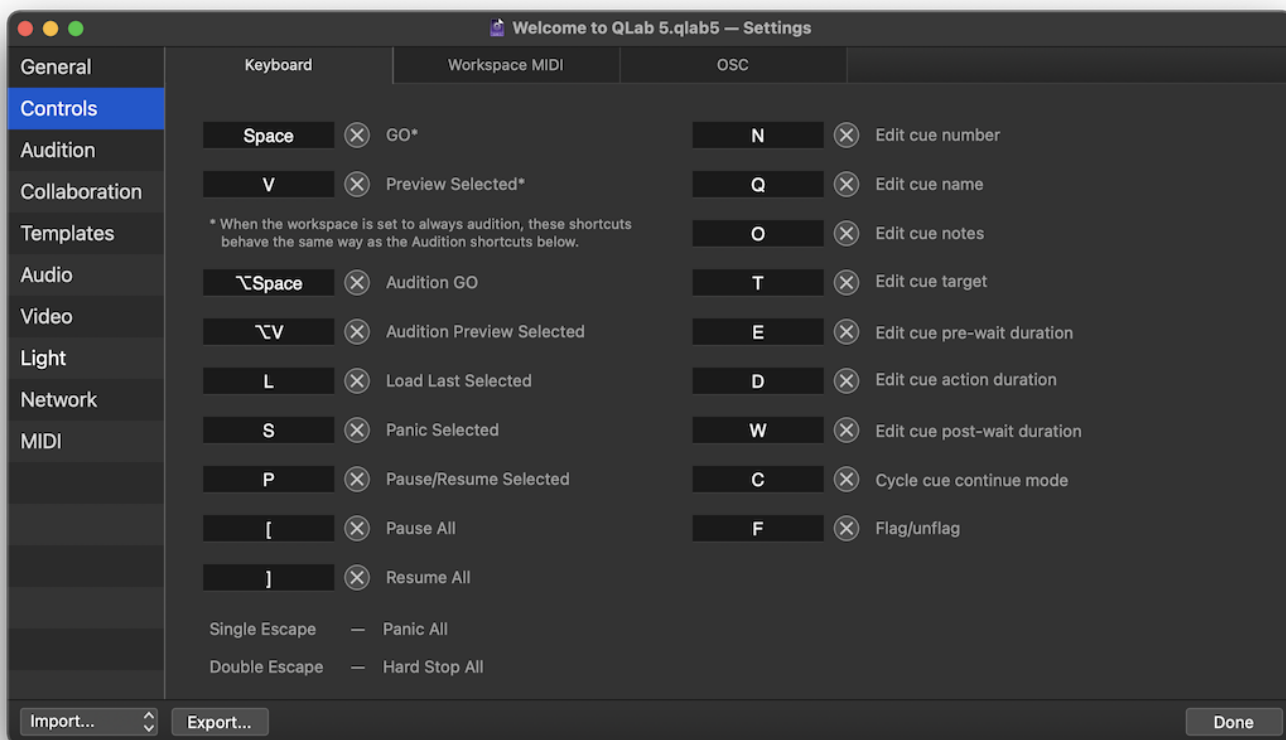 Welcome to QLab 5.qlab5 — Settings
General
Controls
Audition
Collaboration
Templates
Audio
Video
Light
Network
MIDI
Keyboard
Workspace MIDI
OSC
Space GO*
V Preview Selected*
* When the workspace is set to always audition, these shortcuts
behave the same way as the Audition shortcuts below.
⌥Space Audition GO
⌥V Audition Preview Selected
L Load Last Selected
S Panic Selected
P Pause/Resume Selected
[ Pause All
] Resume All
Single Escape — Panic All
Double Escape — Hard Stop All
N Edit cue number
Q Edit cue name
O Edit cue notes
T Edit cue target
E Edit cue pre-wait duration
D Edit cue action duration
W Edit cue post-wait duration
C Cycle cue continue mode
F Flag/unflag
Import...
Export...
Done